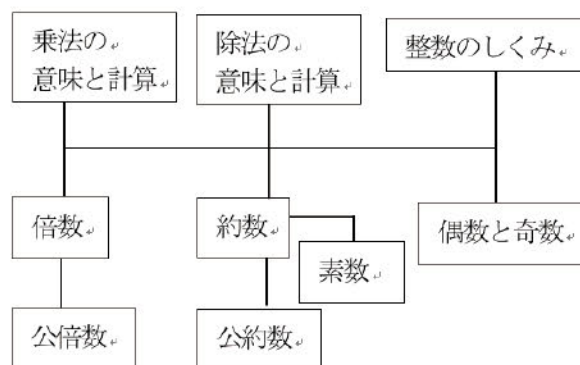 乗法の
意味と計算
除法の
意味と計算
整数のしくみ
倍数
約数
偶数と奇数
素数
公倍数
公約数